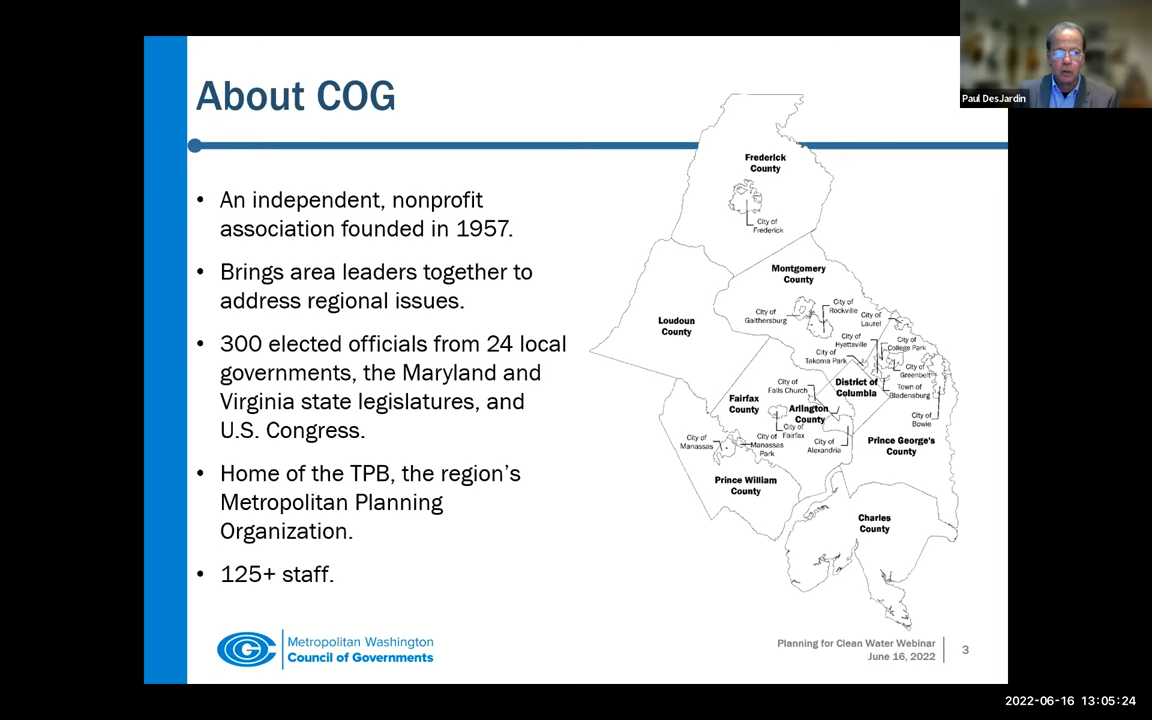 About COG
Paul DesJardin
• An independent, nonprofit
association founded in 1957.
• Brings area leaders together to
address regional issues.
• 300 elected officials from 24 local
governments, the Maryland and
Virginia state legislatures, and
U.S. Congress.
• Home of the TPB, the region's
Metropolitan Planning
Organization.
• 125+ staff.
Frederick
County
City of
Frederick
Montgomery
County
Loudoun
County
City of
Gaithersburg
City of
Rockville
City of
Laurel
City of
Hyattsville
City of
College Park
City of
Takoma Park
City of
Greenbelt
City of
Falls Church
District of
Columbia
Town of
Bladensburg
Fairfax
County
Arlington
County
City of
Bowie
City of
Fairfax
City of
Manassas
City of
Manassas
Park
City of
Alexandria
Prince George's
County
Prince William
County
Charles
County
Metropolitan Washington
Council of Governments
Planning for Clean Water Webinar
June 16, 2022
3
2022-06-16 13:05:24